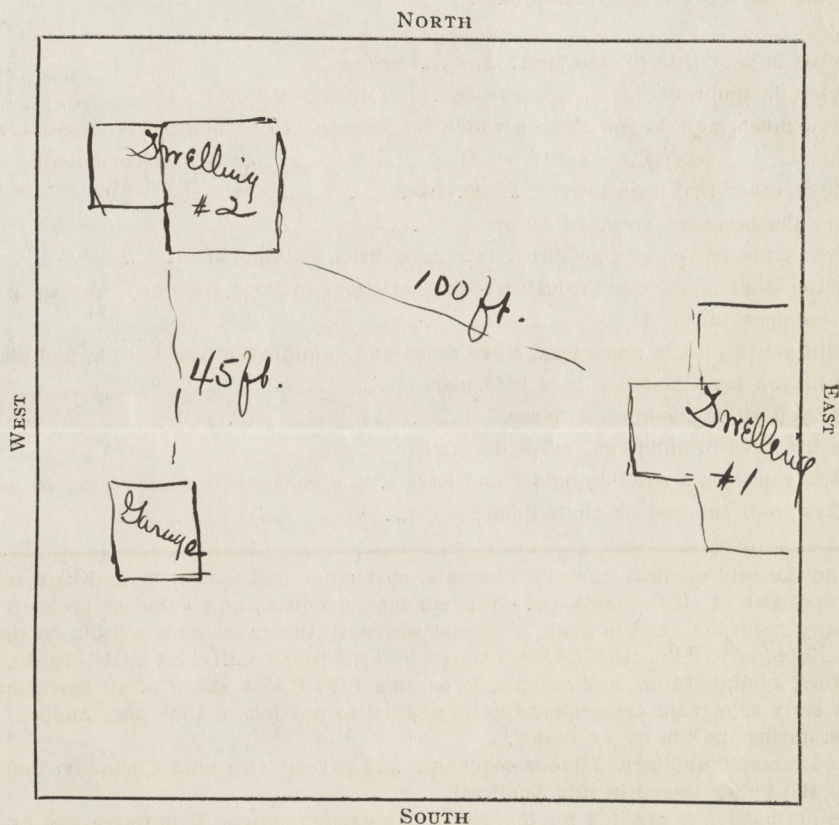 NORTH
Dwelling
#2
100 ft.
45 ft.
WEST
EAST
Dwelling
#1
Garage
SOUTH